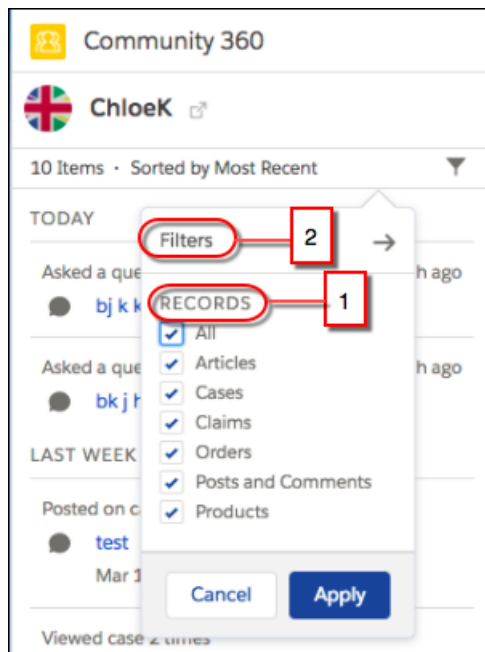 Community 360
ChloeK
10 Items · Sorted by Most Recent
TODAY
Filters
2
Asked a que
h ago
bj k k
RECORDS
1
All
Articles
Asked a que
h ago
bk j h
Cases
Claims
LAST WEEK
Orders
Posts and Comments
Posted on c
Products
test
Mar 1
Cancel
Apply
Viewed case 2 times